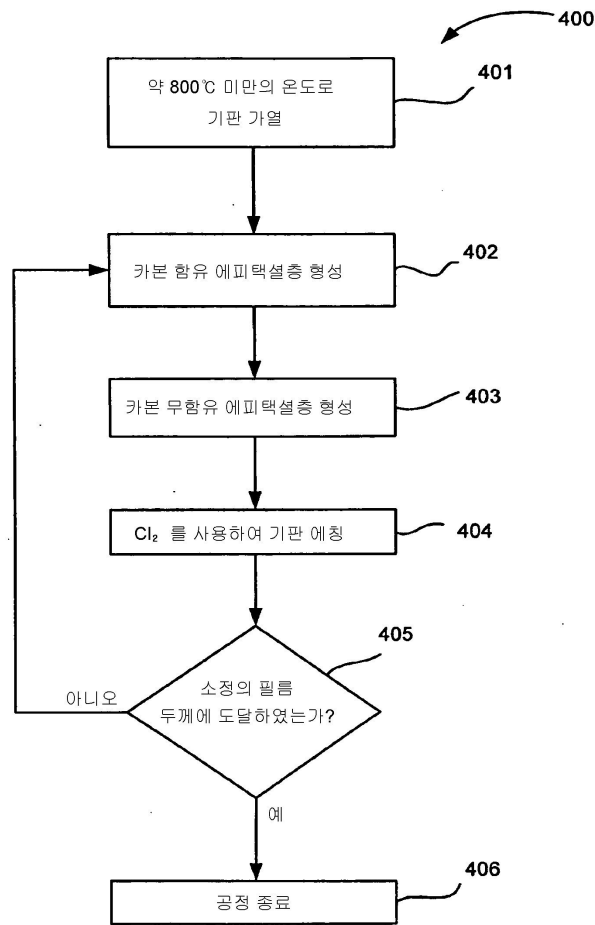 400
약 800℃ 미만의 온도로
기판 가열
401
카본 함유 에피택셜층 형성
402
카본 무함유 에피택셜층 형성
403
Cl₂ 를 사용하여 기판 에칭
404
405
소정의 필름
두께에 도달하였는가?
아니오
예
공정 종료
406